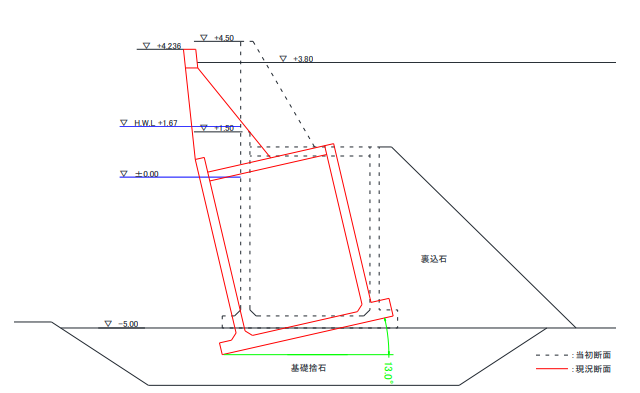 ▽ +4.50
▽ +4.236
▽ +3.80
▽ H.W.L +1.67
▽ +1.50
▽ ±0.00
裏込石
▽ -5.00
基礎捨石
13.0°
:当初断面
:現況断面